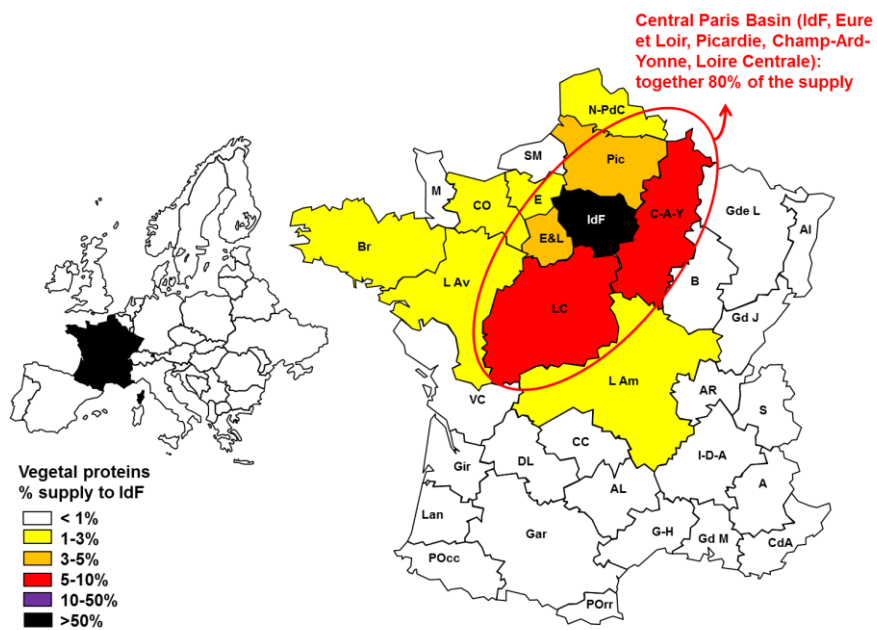 Central Paris Basin (IdF, Eure
et Loir, Picardie, Champ-Ard-
Yonne, Loire Centrale):
together 80% of the supply
N-PdC
SM
Pic
M
CO
E
IdF
C-A-Y
Gde L
Al
E&L
Br
L Av
B
LC
Gd J
L Am
VC
AR
S
CC
DL
I-D-A
Gir
AL
A
Lan
Gar
G-H
Gd M
CdA
POcc
POrr
Vegetal proteins
% supply to IdF
< 1%
1-3%
3-5%
5-10%
10-50%
>50%